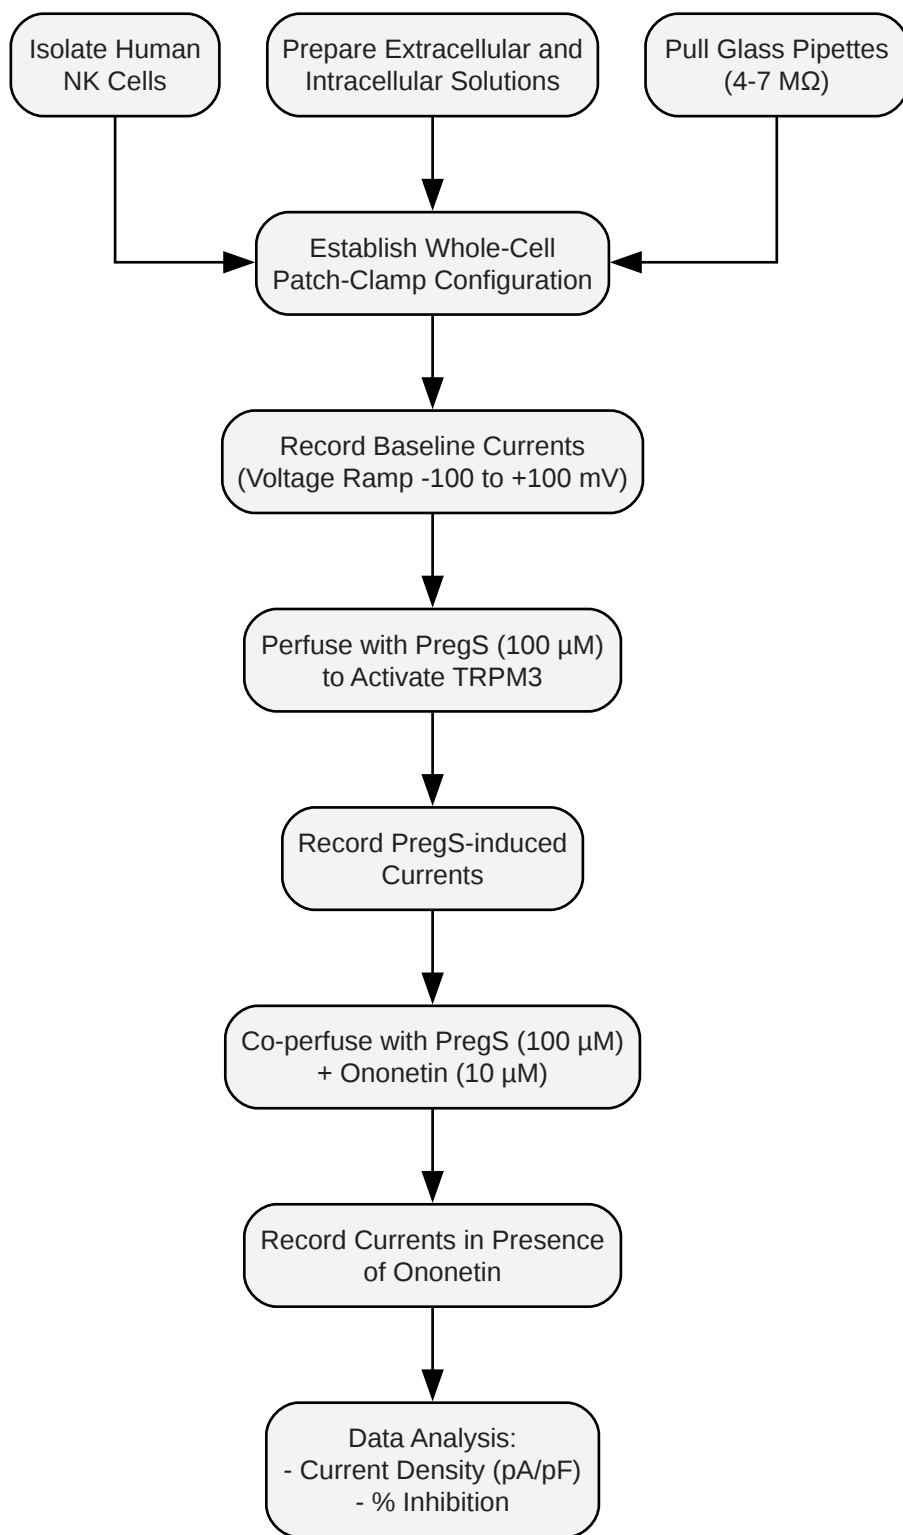 Isolate Human
NK Cells
Prepare Extracellular and
Intracellular Solutions
Pull Glass Pipettes
(4-7 MΩ)
Establish Whole-Cell
Patch-Clamp Configuration
Record Baseline Currents
(Voltage Ramp -100 to +100 mV)
Perfuse with PregS (100 µM)
to Activate TRPM3
Record PregS-induced
Currents
Co-perfuse with PregS (100 µM)
+ Ononetin (10 µM)
Record Currents in Presence
of Ononetin
Data Analysis:
- Current Density (pA/pF)
- % Inhibition